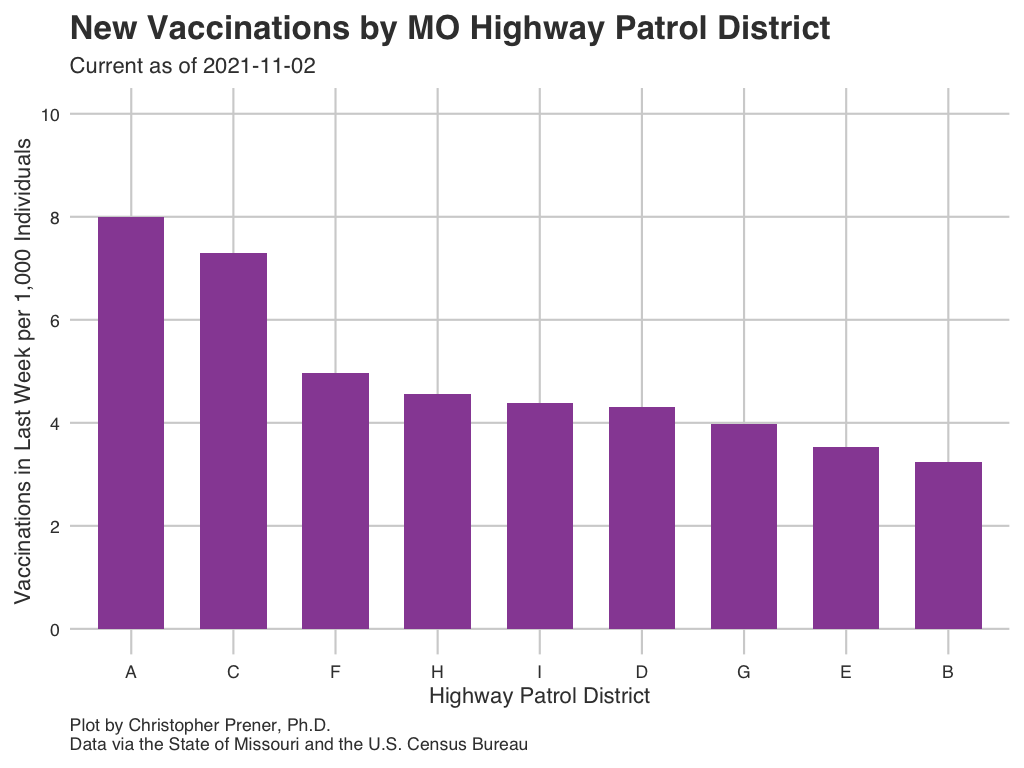 New Vaccinations by MO Highway Patrol District
Current as of 2021-11-02
Vaccinations in Last Week per 1,000 Individuals
10
8
6
4
2
0
A C F H I D G E B
Highway Patrol District
Plot by Christopher Prener, Ph.D.
Data via the State of Missouri and the U.S. Census Bureau